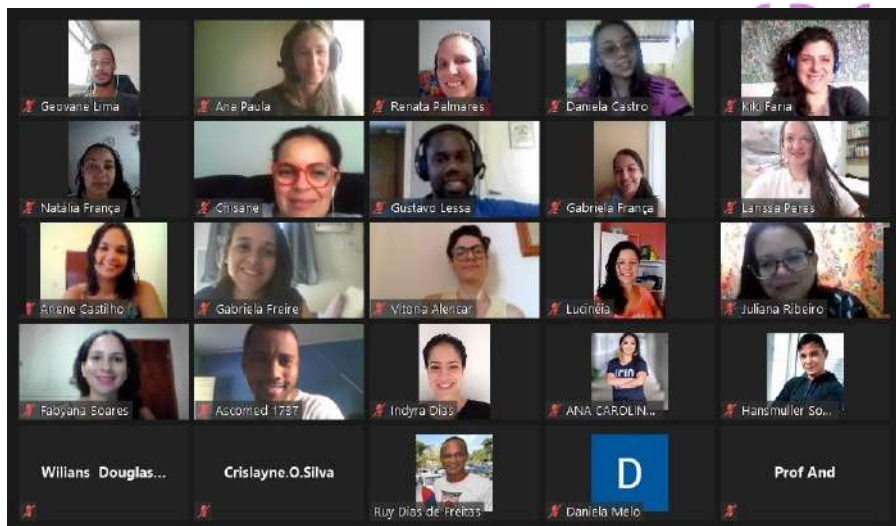 Geovane Lima
Ana Paula
Renata Palmares
Daniela Castro
Kiki Faria
Natália França
Crisane
Gustavo Lessa
Gabriela França
Larissa Peres
Arlene Castilho
Gabriela Freire
Vitoria Alencar
Lucinéia
Juliana Ribeiro
Fabyana Soares
Ascomed 1737
Indyra Dias
ANA CAROLIN...
Hansmuller So...
Wilians Douglas...
Crislayne.O.Silva
Ruy Dias de Freitas
D
Daniela Melo
Prof And